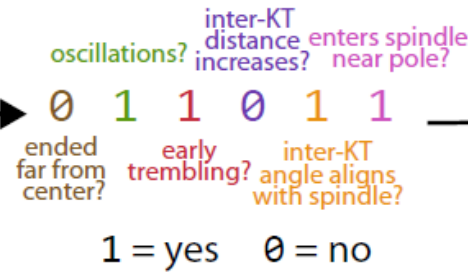 inter-KT
distance
increases?
oscillations?
enters spindle
near pole?
0 1 1 0 1 1
ended
far from
center?
early
trembling?
inter-KT
angle aligns
with spindle?
1 = yes 0 = no